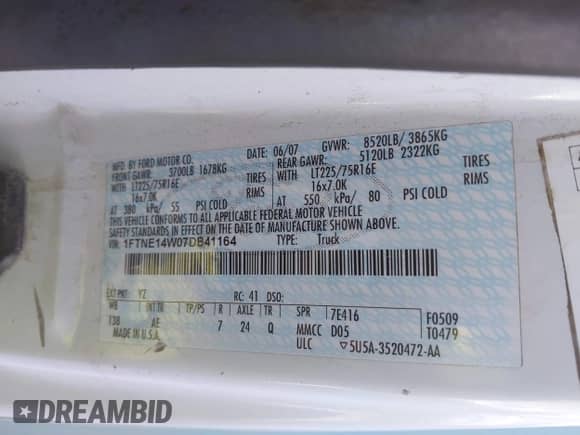 MFD. BY FORD MOTOR CO.
06/07 GVWR: 8520LB/ 3865KG
FRONT GAWR: 3700LB 1678KG
REAR GAWR: 5120LB 2322KG
WITH LT225/75R16E TIRES
WITH LT225/75R16E TIRES
16x7.0K RIMS
16x7.0K RIMS
AT 380 kPa/ 55 PSI COLD
AT 550 kPa/ 80 PSI COLD
THIS VEHICLE CONFORMS TO ALL APPLICABLE FEDERAL MOTOR VEHICLE
SAFETY STANDARDS IN EFFECT ON THE DATE OF MANUFACTURE SHOWN ABOVE.
1FTNE14W07DB41164 TYPE: Truck
EXT PNT: YZ RC: 41 DSO:
WB INT TR TP/PS R AXLE TR SPR 7E416 F0509
138 AE 7 24 Q MMCC D05 T0479
MADE IN U.S.A. ULC 5U5A-3520472-AA
DREAMBID